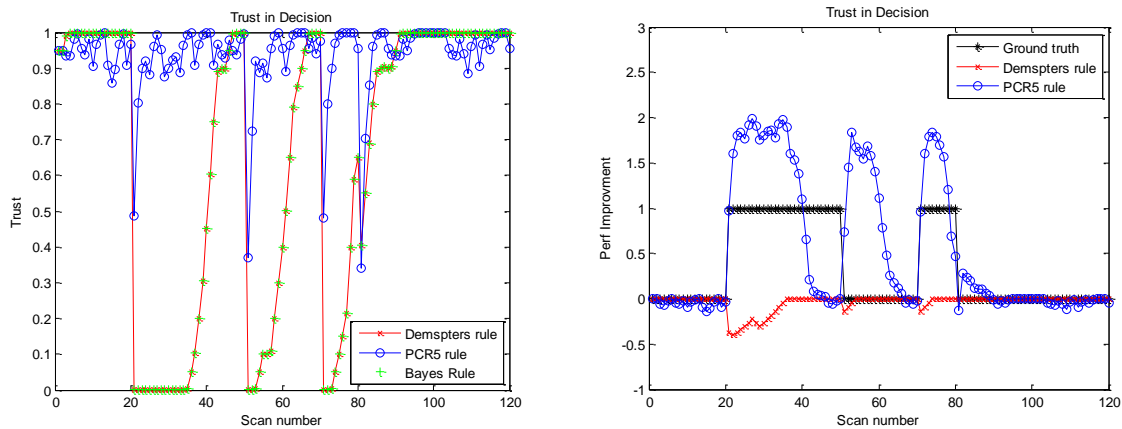 Trust in Decision
1
0.9
0.8
0.7
0.6
0.5
0.4
0.3
0.2
0.1
0
Trust
0 20 40 60 80 100 120
Scan number
Demspters rule
PCR5 rule
Bayes Rule
Trust in Decision
3
2.5
2
1.5
1
0.5
0
-0.5
-1
Perf Improvment
0 20 40 60 80 100 120
Scan number
Ground truth
Demspters rule
PCR5 rule